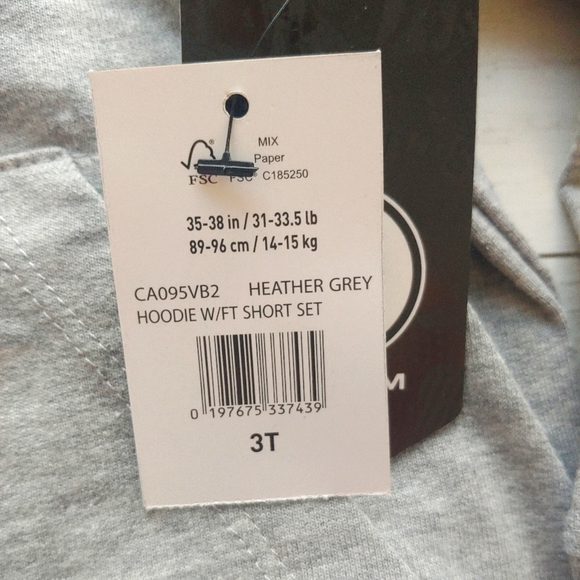 MIX
Paper
FSC FSC® C185250
35-38 in / 31-33.5 lb
89-96 cm / 14-15 kg
CA095VB2 HEATHER GREY
HOODIE W/FT SHORT SET
0 197675 337439
3T
M